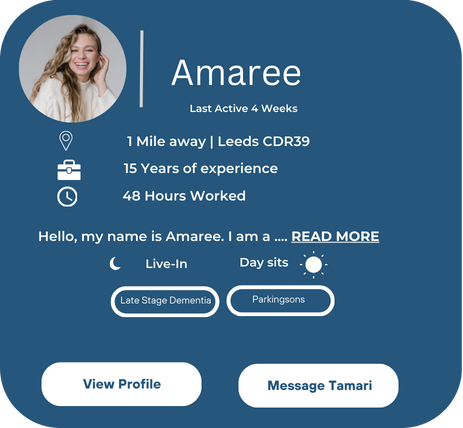 Amaree
Last Active 4 Weeks
1 Mile away | Leeds CDR39
15 Years of experience
48 Hours Worked
Hello, my name is Amaree. I am a .... READ MORE
Live-In Day sits
Late Stage Dementia Parkingsons
View Profile Message Tamari